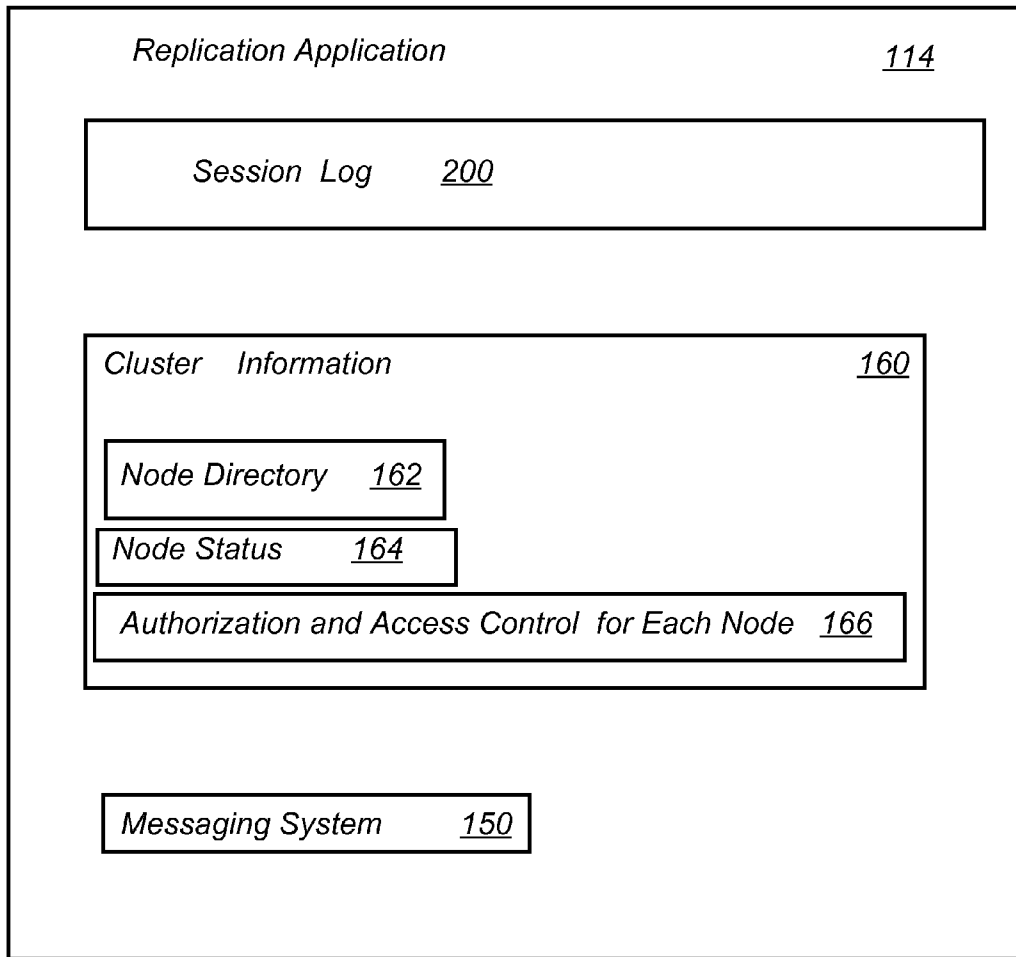 Replication Application 114
Session Log 200
Cluster Information 160
Node Directory 162
Node Status 164
Authorization and Access Control for Each Node 166
Messaging System 150